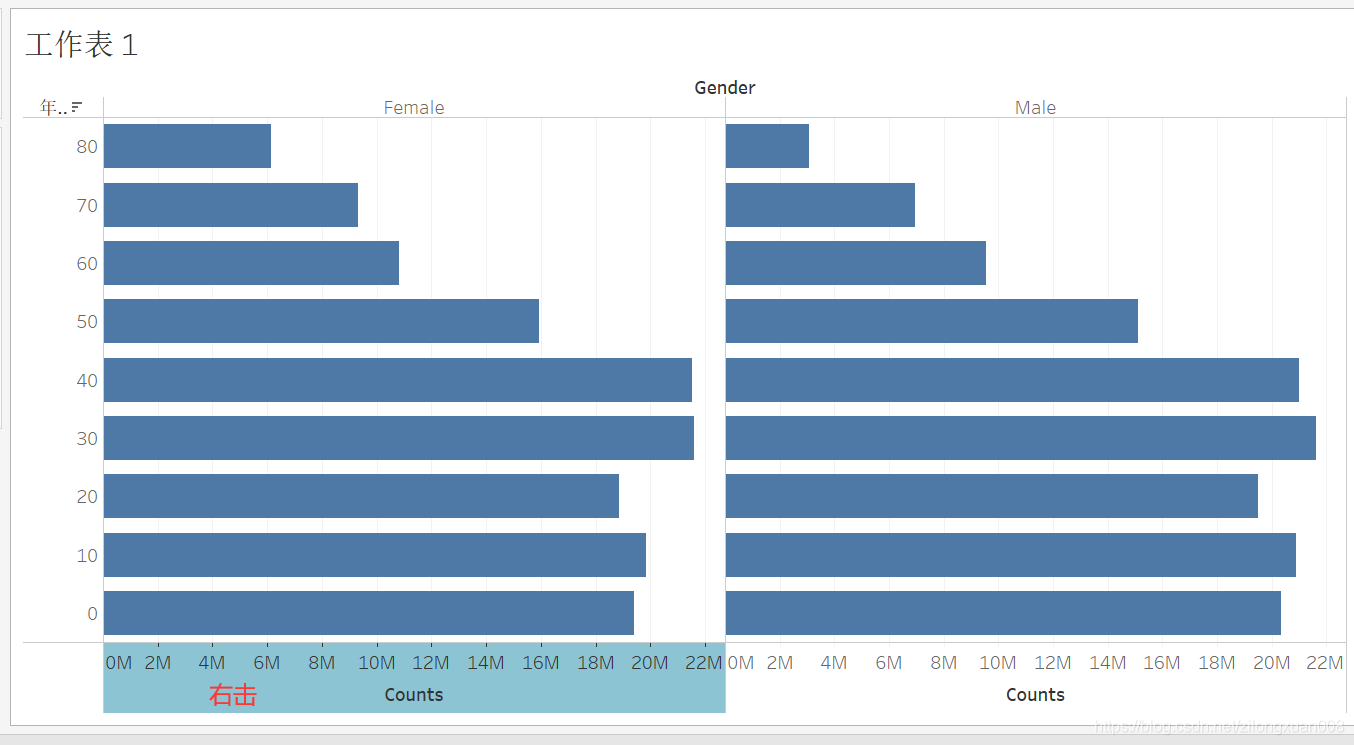 工作表 1
Gender
年.. Female Male
80
70
60
50
40
30
20
10
0
0M 2M 4M 6M 8M 10M 12M 14M 16M 18M 20M 22M 0M 2M 4M 6M 8M 10M 12M 14M 16M 18M 20M 22M
右击 Counts Counts
https://blog.csdn.net/zilongxuan008